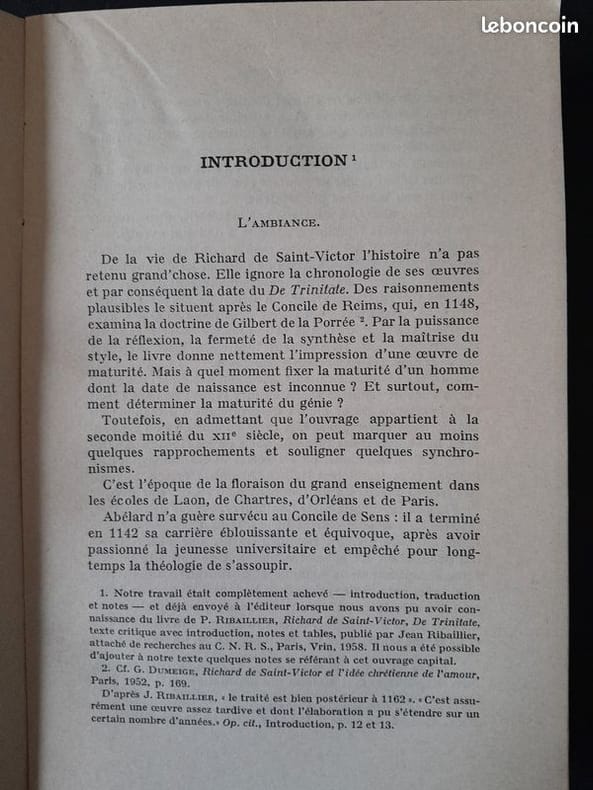 leboncoin
INTRODUCTION ¹
L'AMBIANCE.
De la vie de Richard de Saint-Victor l'histoire n'a pas
retenu grand'chose. Elle ignore la chronologie de ses œuvres
et par conséquent la date du De Trinitate. Des raisonnements
plausibles le situent après le Concile de Reims, qui, en 1148,
examina la doctrine de Gilbert de la Porrée ². Par la puissance
de la réflexion, la fermeté de la synthèse et la maîtrise du
style, le livre donne nettement l'impression d'une œuvre de
maturité. Mais à quel moment fixer la maturité d'un homme
dont la date de naissance est inconnue ? Et surtout, com-
ment déterminer la maturité du génie ?
Toutefois, en admettant que l'ouvrage appartient à la
seconde moitié du XIIe siècle, on peut marquer au moins
quelques rapprochements et souligner quelques synchro-
nismes.
C'est l'époque de la floraison du grand enseignement dans
les écoles de Laon, de Chartres, d'Orléans et de Paris.
Abélard n'a guère survécu au Concile de Sens : il a terminé
en 1142 sa carrière éblouissante et équivoque, après avoir
passionné la jeunesse universitaire et empêché pour long-
temps la théologie de s'assoupir.
1. Notre travail était complètement achevé — introduction, traduction
et notes — et déjà envoyé à l'éditeur lorsque nous avons pu avoir con-
naissance du livre de P. RIBAILLIER, Richard de Saint-Victor, De Trinitate,
texte critique avec introduction, notes et tables, publié par Jean Ribaillier,
attaché de recherches au C. N. R. S., Paris, Vrin, 1958. Il nous a été possible
d'ajouter à notre texte quelques notes se référant à cet ouvrage capital.
2. Cf. G. DUMEIGE, Richard de Saint-Victor et l'idée chrétienne de l'amour,
Paris, 1952, p. 169.
D'après J. RIBAILLIER, « le traité est bien postérieur à 1162 ». « C'est assu-
rément une œuvre assez tardive et dont l'élaboration a pu s'étendre sur un
certain nombre d'années.» Op. cit., Introduction, p. 12 et 13.